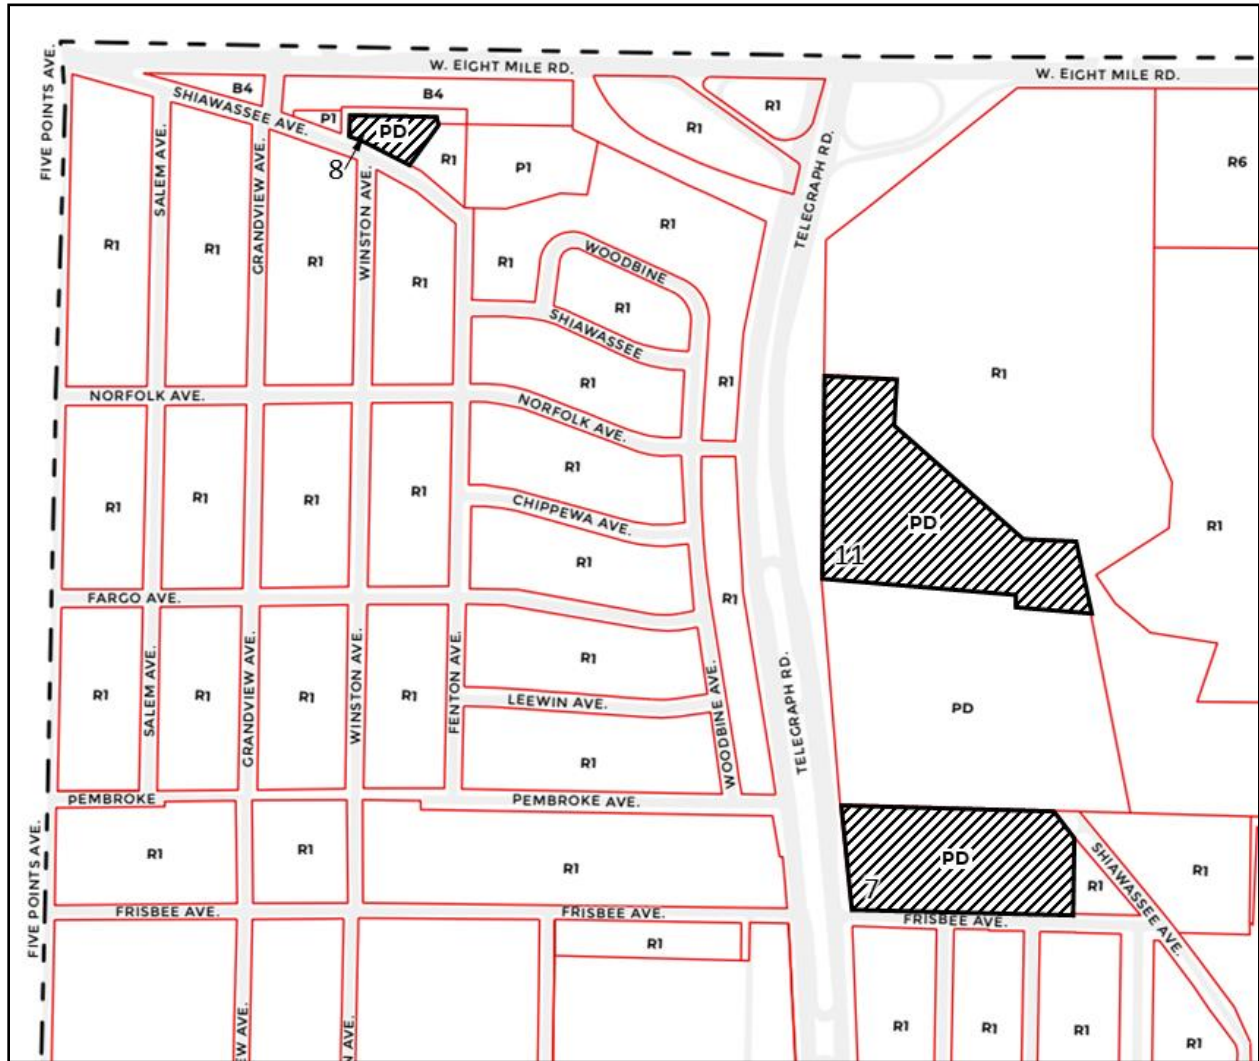 W. EIGHT MILE RD.
W. EIGHT MILE RD.
FIVE POINTS AVE.
B4
B4
SHIAWASSEE AVE.
P1
PD
8
R1
P1
R1
R1
R6
SALEM AVE.
GRANDVIEW AVE.
WINSTON AVE.
TELEGRAPH RD.
R1
R1
R1
R1
R1
R1
WOODBINE
R1
SHIAWASSEE
R1
R1
R1
NORFOLK AVE.
NORFOLK AVE.
R1
R1
R1
R1
R1
CHIPPEWA AVE.
PD
11
R1
R1
R1
FARGO AVE.
R1
SALEM AVE.
GRANDVIEW AVE.
WINSTON AVE.
FENTON AVE.
WOODBINE AVE.
TELEGRAPH RD.
R1
R1
R1
R1
LEEWIN AVE.
PD
R1
PEMBROKE
PEMBROKE AVE.
FIVE POINTS AVE.
R1
R1
R1
PD
7
R1
SHIAWASSEE AVE.
R1
FRISBEE AVE.
FRISBEE AVE.
FRISBEE AVE.
R1
R1
R1
R1
R1
EW AVE.
N AVE.